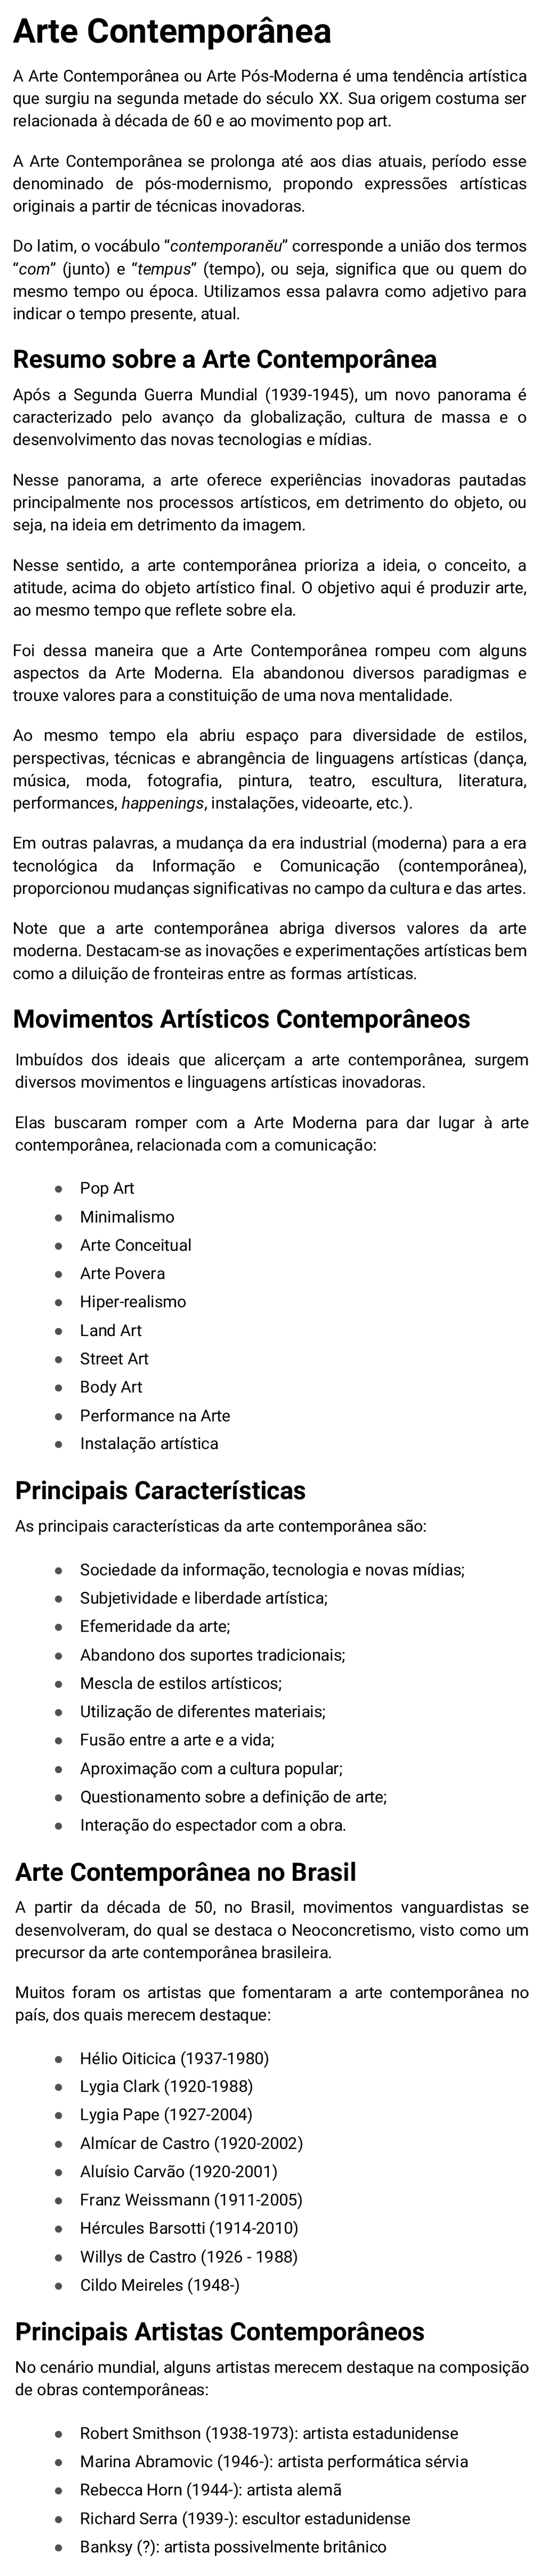 Arte Contemporânea
A Arte Contemporânea ou Arte Pós-Moderna é uma tendência artística
que surgiu na segunda metade do século XX. Sua origem costuma ser
relacionada à década de 60 e ao movimento pop art.
A Arte Contemporânea se prolonga até aos dias atuais, período esse
denominado de pós-modernismo, propondo expressões artísticas
originais a partir de técnicas inovadoras.
Do latim, o vocábulo “contemporanĕu” corresponde a união dos termos
“com” (junto) e “tempus” (tempo), ou seja, significa que ou quem do
mesmo tempo ou época. Utilizamos essa palavra como adjetivo para
indicar o tempo presente, atual.
Resumo sobre a Arte Contemporânea
Após a Segunda Guerra Mundial (1939-1945), um novo panorama é
caracterizado pelo avanço da globalização, cultura de massa e o
desenvolvimento das novas tecnologias e mídias.
Nesse panorama, a arte oferece experiências inovadoras pautadas
principalmente nos processos artísticos, em detrimento do objeto, ou
seja, na ideia em detrimento da imagem.
Nesse sentido, a arte contemporânea prioriza a ideia, o conceito, a
atitude, acima do objeto artístico final. O objetivo aqui é produzir arte,
ao mesmo tempo que reflete sobre ela.
Foi dessa maneira que a Arte Contemporânea rompeu com alguns
aspectos da Arte Moderna. Ela abandonou diversos paradigmas e
trouxe valores para a constituição de uma nova mentalidade.
Ao mesmo tempo ela abriu espaço para diversidade de estilos,
perspectivas, técnicas e abrangência de linguagens artísticas (dança,
música, moda, fotografia, pintura, teatro, escultura, literatura,
performances, happenings, instalações, videoarte, etc.).
Em outras palavras, a mudança da era industrial (moderna) para a era
tecnológica da Informação e Comunicação (contemporânea),
proporcionou mudanças significativas no campo da cultura e das artes.
Note que a arte contemporânea abriga diversos valores da arte
moderna. Destacam-se as inovações e experimentações artísticas bem
como a diluição de fronteiras entre as formas artísticas.
Movimentos Artísticos Contemporâneos
Imbuídos dos ideais que alicerçam a arte contemporânea, surgem
diversos movimentos e linguagens artísticas inovadoras.
Elas buscaram romper com a Arte Moderna para dar lugar à arte
contemporânea, relacionada com a comunicação:
● Pop Art
● Minimalismo
● Arte Conceitual
● Arte Povera
● Hiper-realismo
● Land Art
● Street Art
● Body Art
● Performance na Arte
● Instalação artística
Principais Características
As principais características da arte contemporânea são:
● Sociedade da informação, tecnologia e novas mídias;
● Subjetividade e liberdade artística;
● Efemeridade da arte;
● Abandono dos suportes tradicionais;
● Mescla de estilos artísticos;
● Utilização de diferentes materiais;
● Fusão entre a arte e a vida;
● Aproximação com a cultura popular;
● Questionamento sobre a definição de arte;
● Interação do espectador com a obra.
Arte Contemporânea no Brasil
A partir da década de 50, no Brasil, movimentos vanguardistas se
desenvolveram, do qual se destaca o Neoconcretismo, visto como um
precursor da arte contemporânea brasileira.
Muitos foram os artistas que fomentaram a arte contemporânea no
país, dos quais merecem destaque:
● Hélio Oiticica (1937-1980)
● Lygia Clark (1920-1988)
● Lygia Pape (1927-2004)
● Almícar de Castro (1920-2002)
● Aluísio Carvão (1920-2001)
● Franz Weissmann (1911-2005)
● Hércules Barsotti (1914-2010)
● Willys de Castro (1926 - 1988)
● Cildo Meireles (1948-)
Principais Artistas Contemporâneos
No cenário mundial, alguns artistas merecem destaque na composição
de obras contemporâneas:
● Robert Smithson (1938-1973): artista estadunidense
● Marina Abramovic (1946-): artista performática sérvia
● Rebecca Horn (1944-): artista alemã
● Richard Serra (1939-): escultor estadunidense
● Banksy (?): artista possivelmente britânico